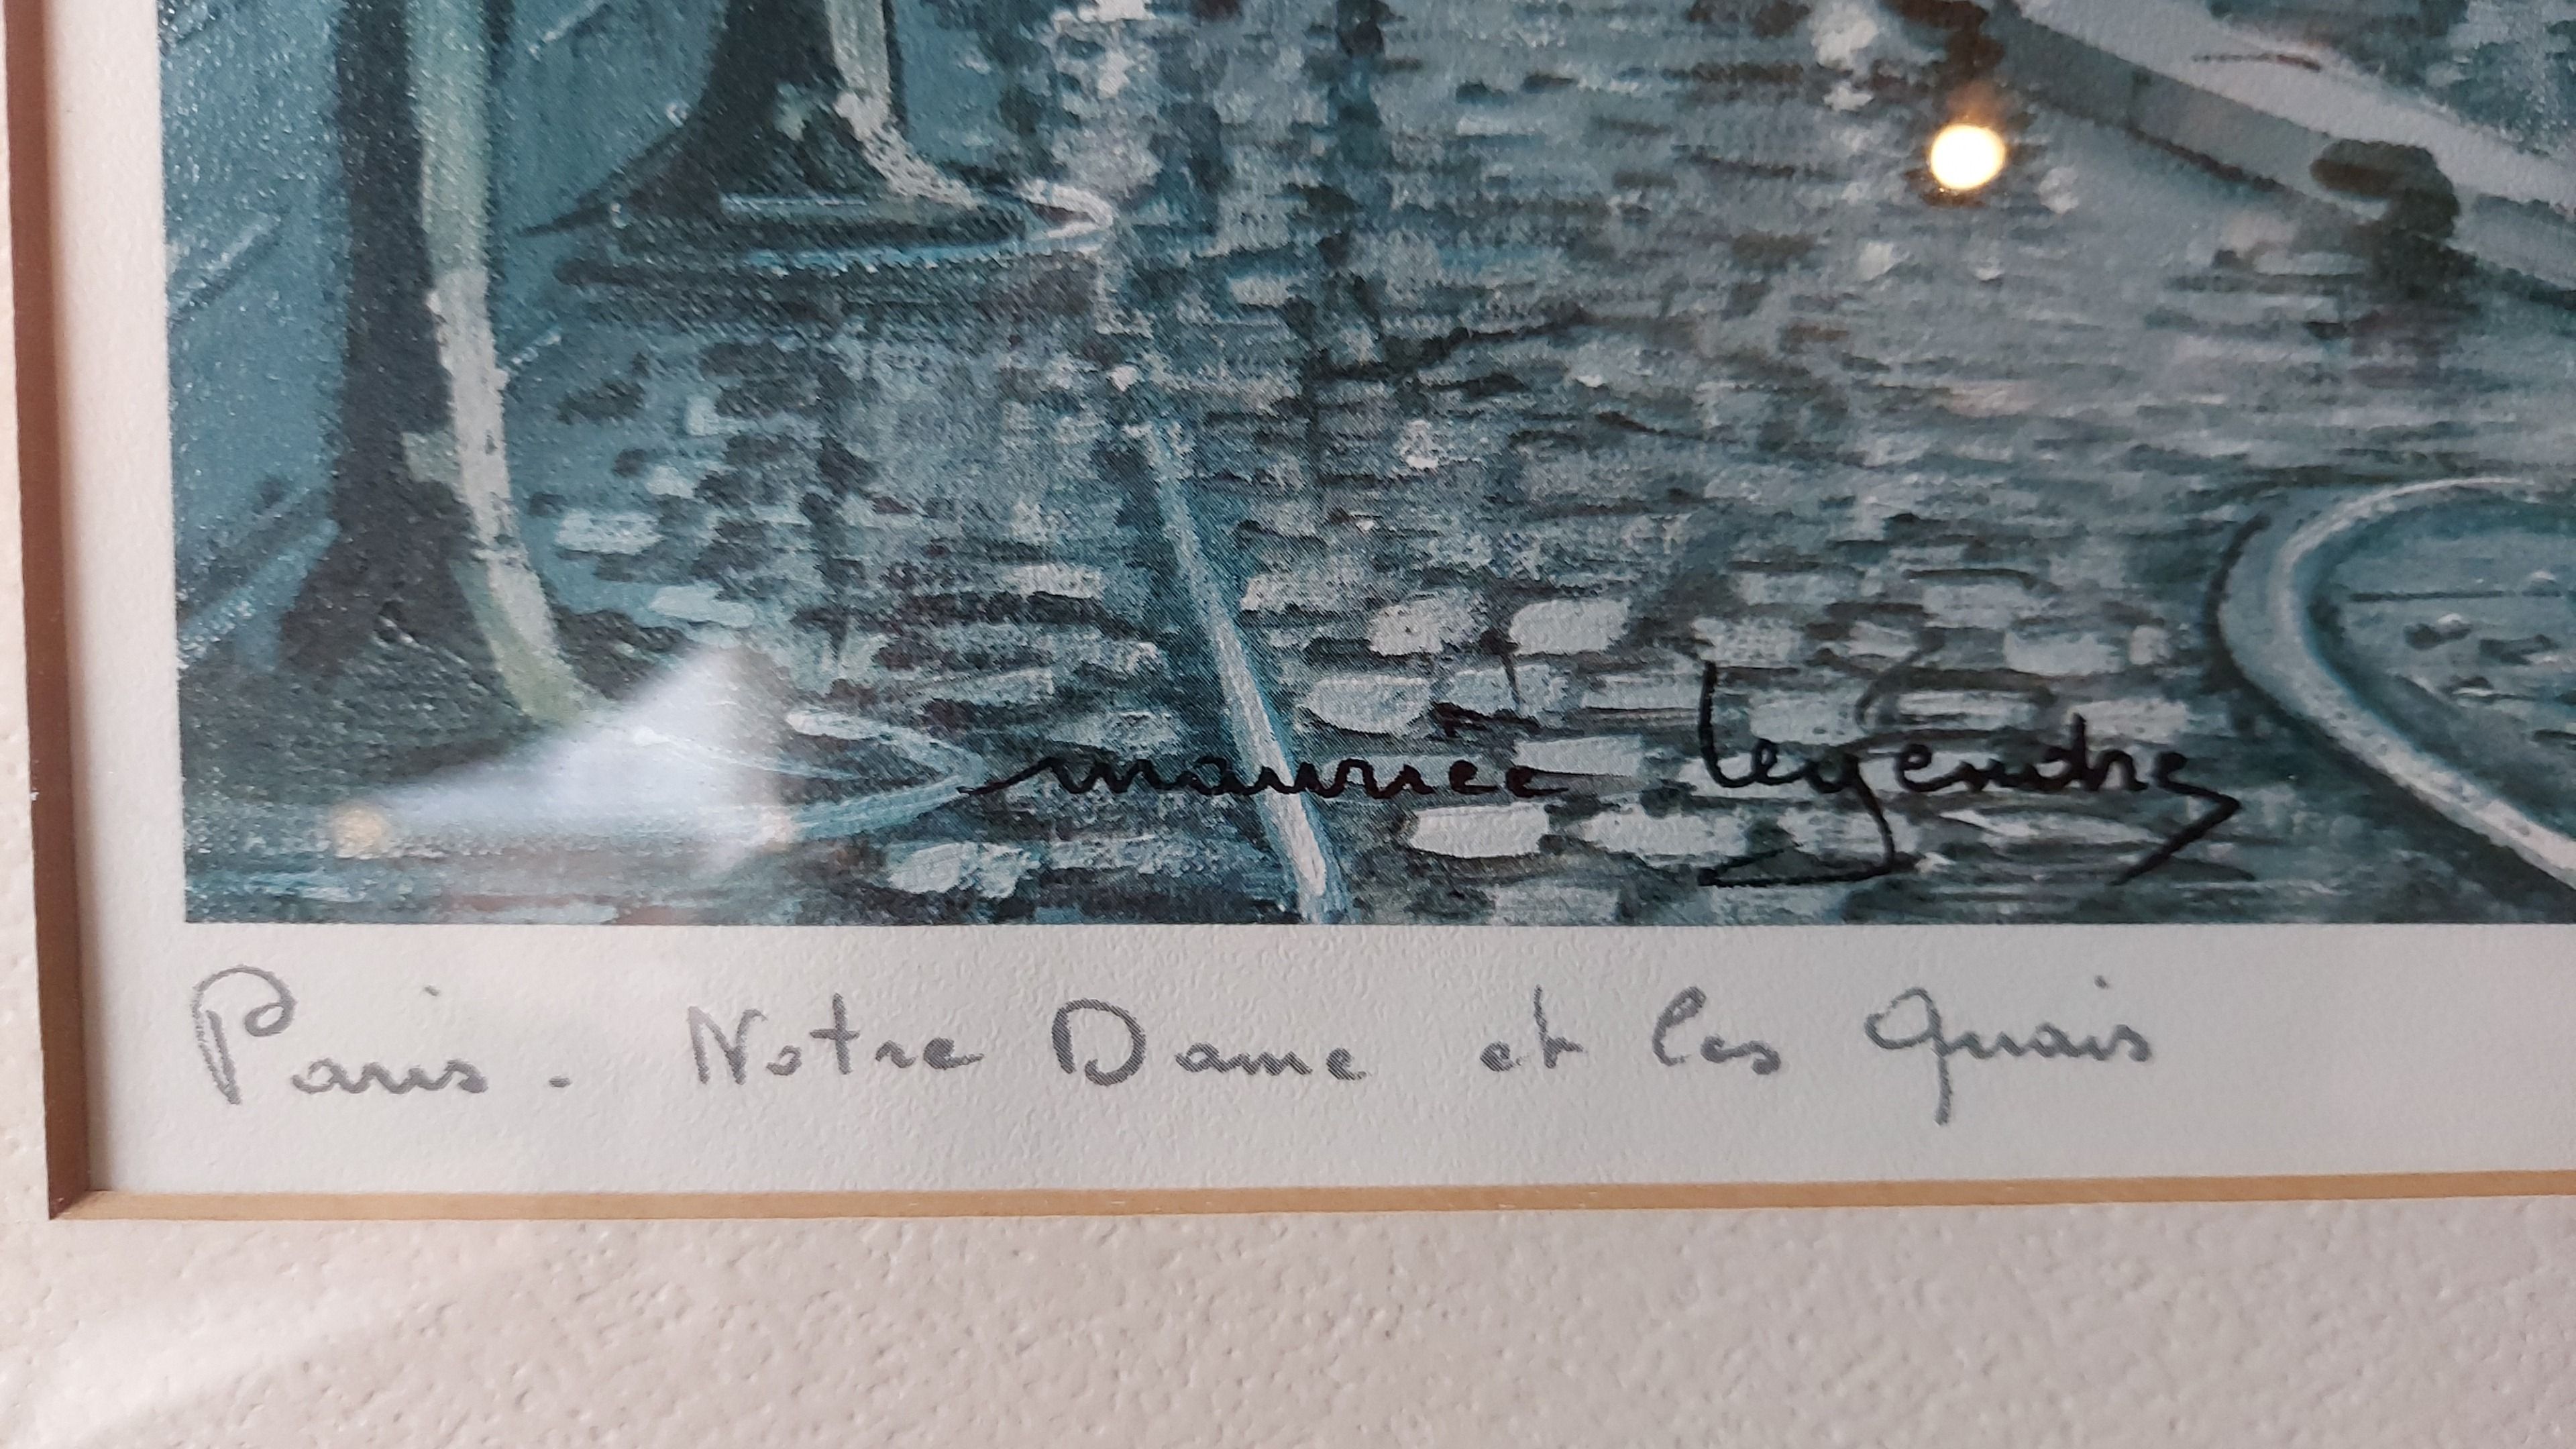 maurice legendre
Paris. Notre Dame et les Quais